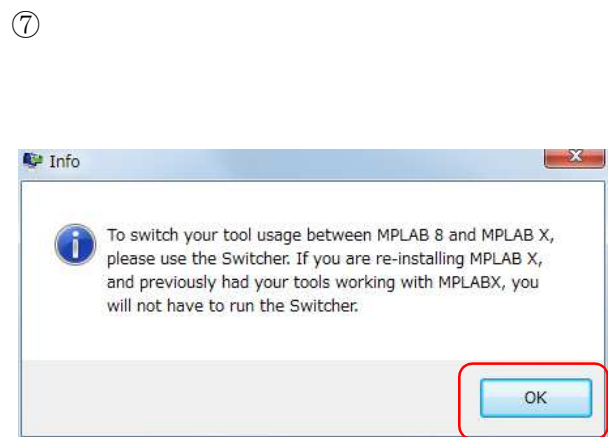 ⑦
Info
To switch your tool usage between MPLAB 8 and MPLAB X,
please use the Switcher. If you are re-installing MPLAB X,
and previously had your tools working with MPLABX, you
will not have to run the Switcher.
OK